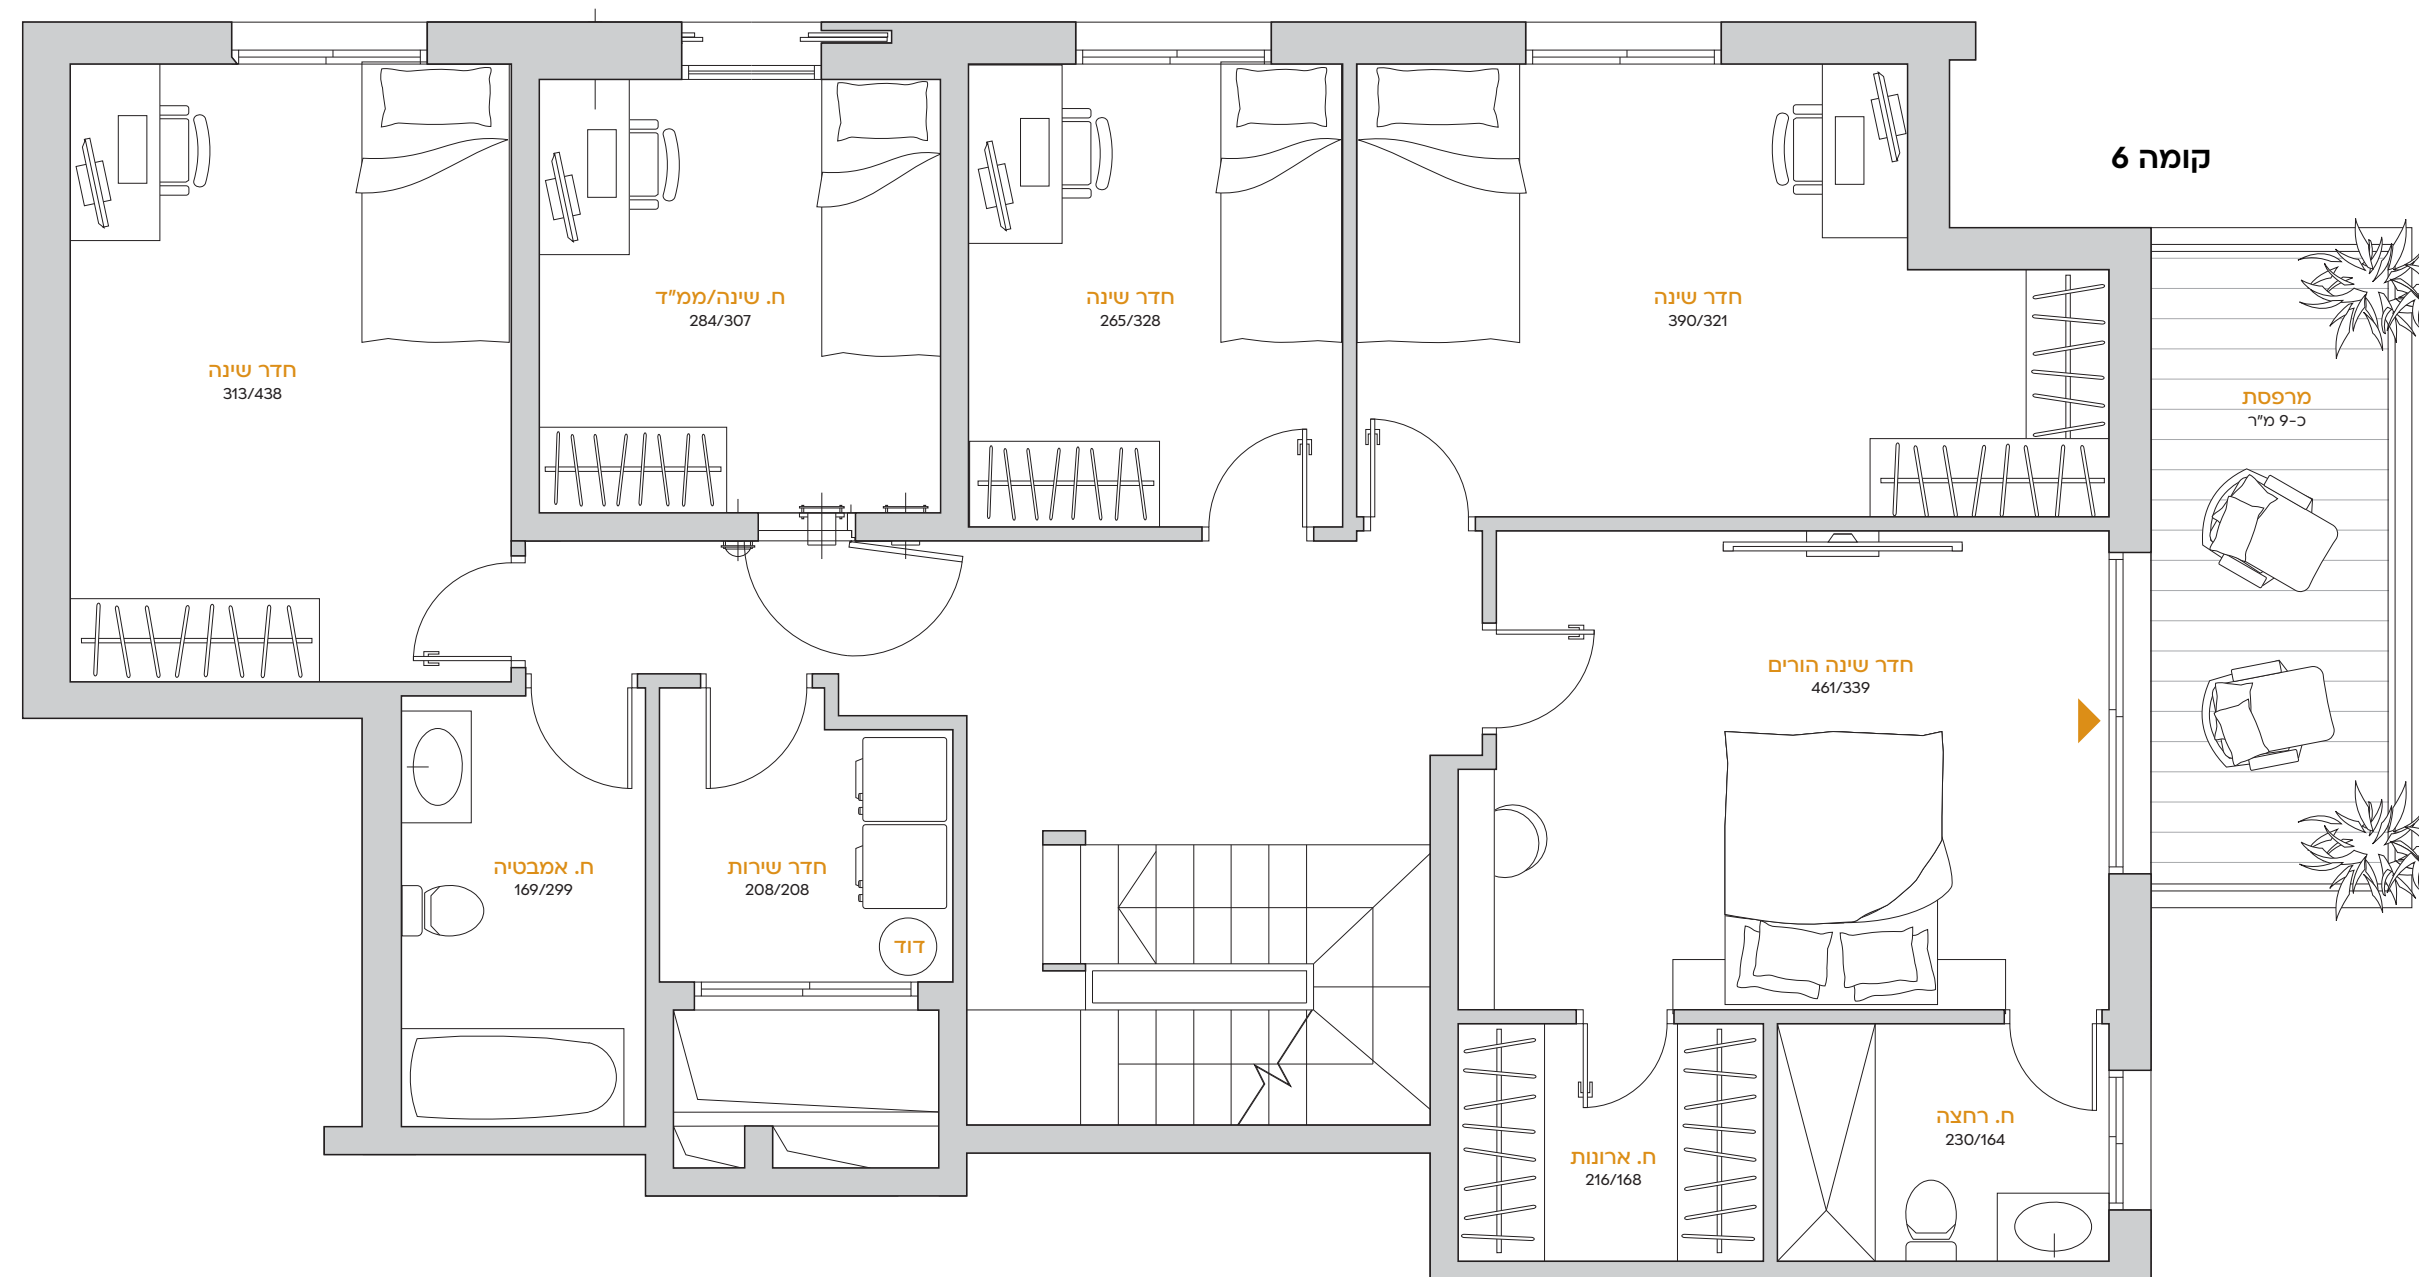 קומה 6
ח. שינה/ממ"ד
284/307
חדר שינה
265/328
חדר שינה
390/321
חדר שינה
313/438
מרפסת
כ-9 מ"ר
חדר שינה הורים
461/339
ח. אמבטיה
169/299
חדר שירות
208/208
דוד
ח. רחצה
230/164
ח. ארונות
216/168